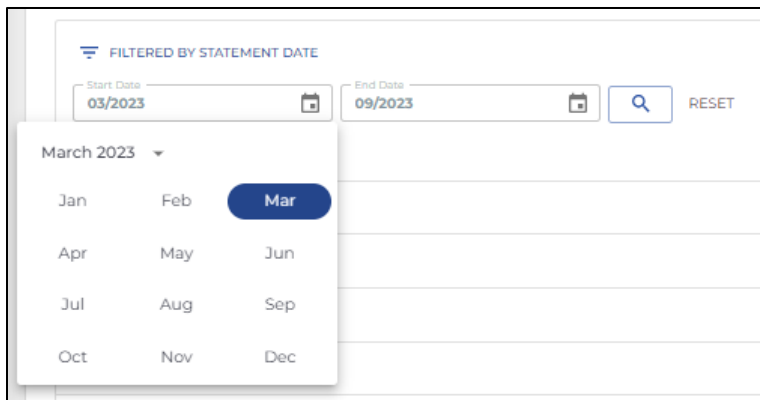 FILTERED BY STATEMENT DATE
Start Date
03/2023
End Date
09/2023
RESET
March 2023
Jan Feb Mar
Apr May Jun
Jul Aug Sep
Oct Nov Dec